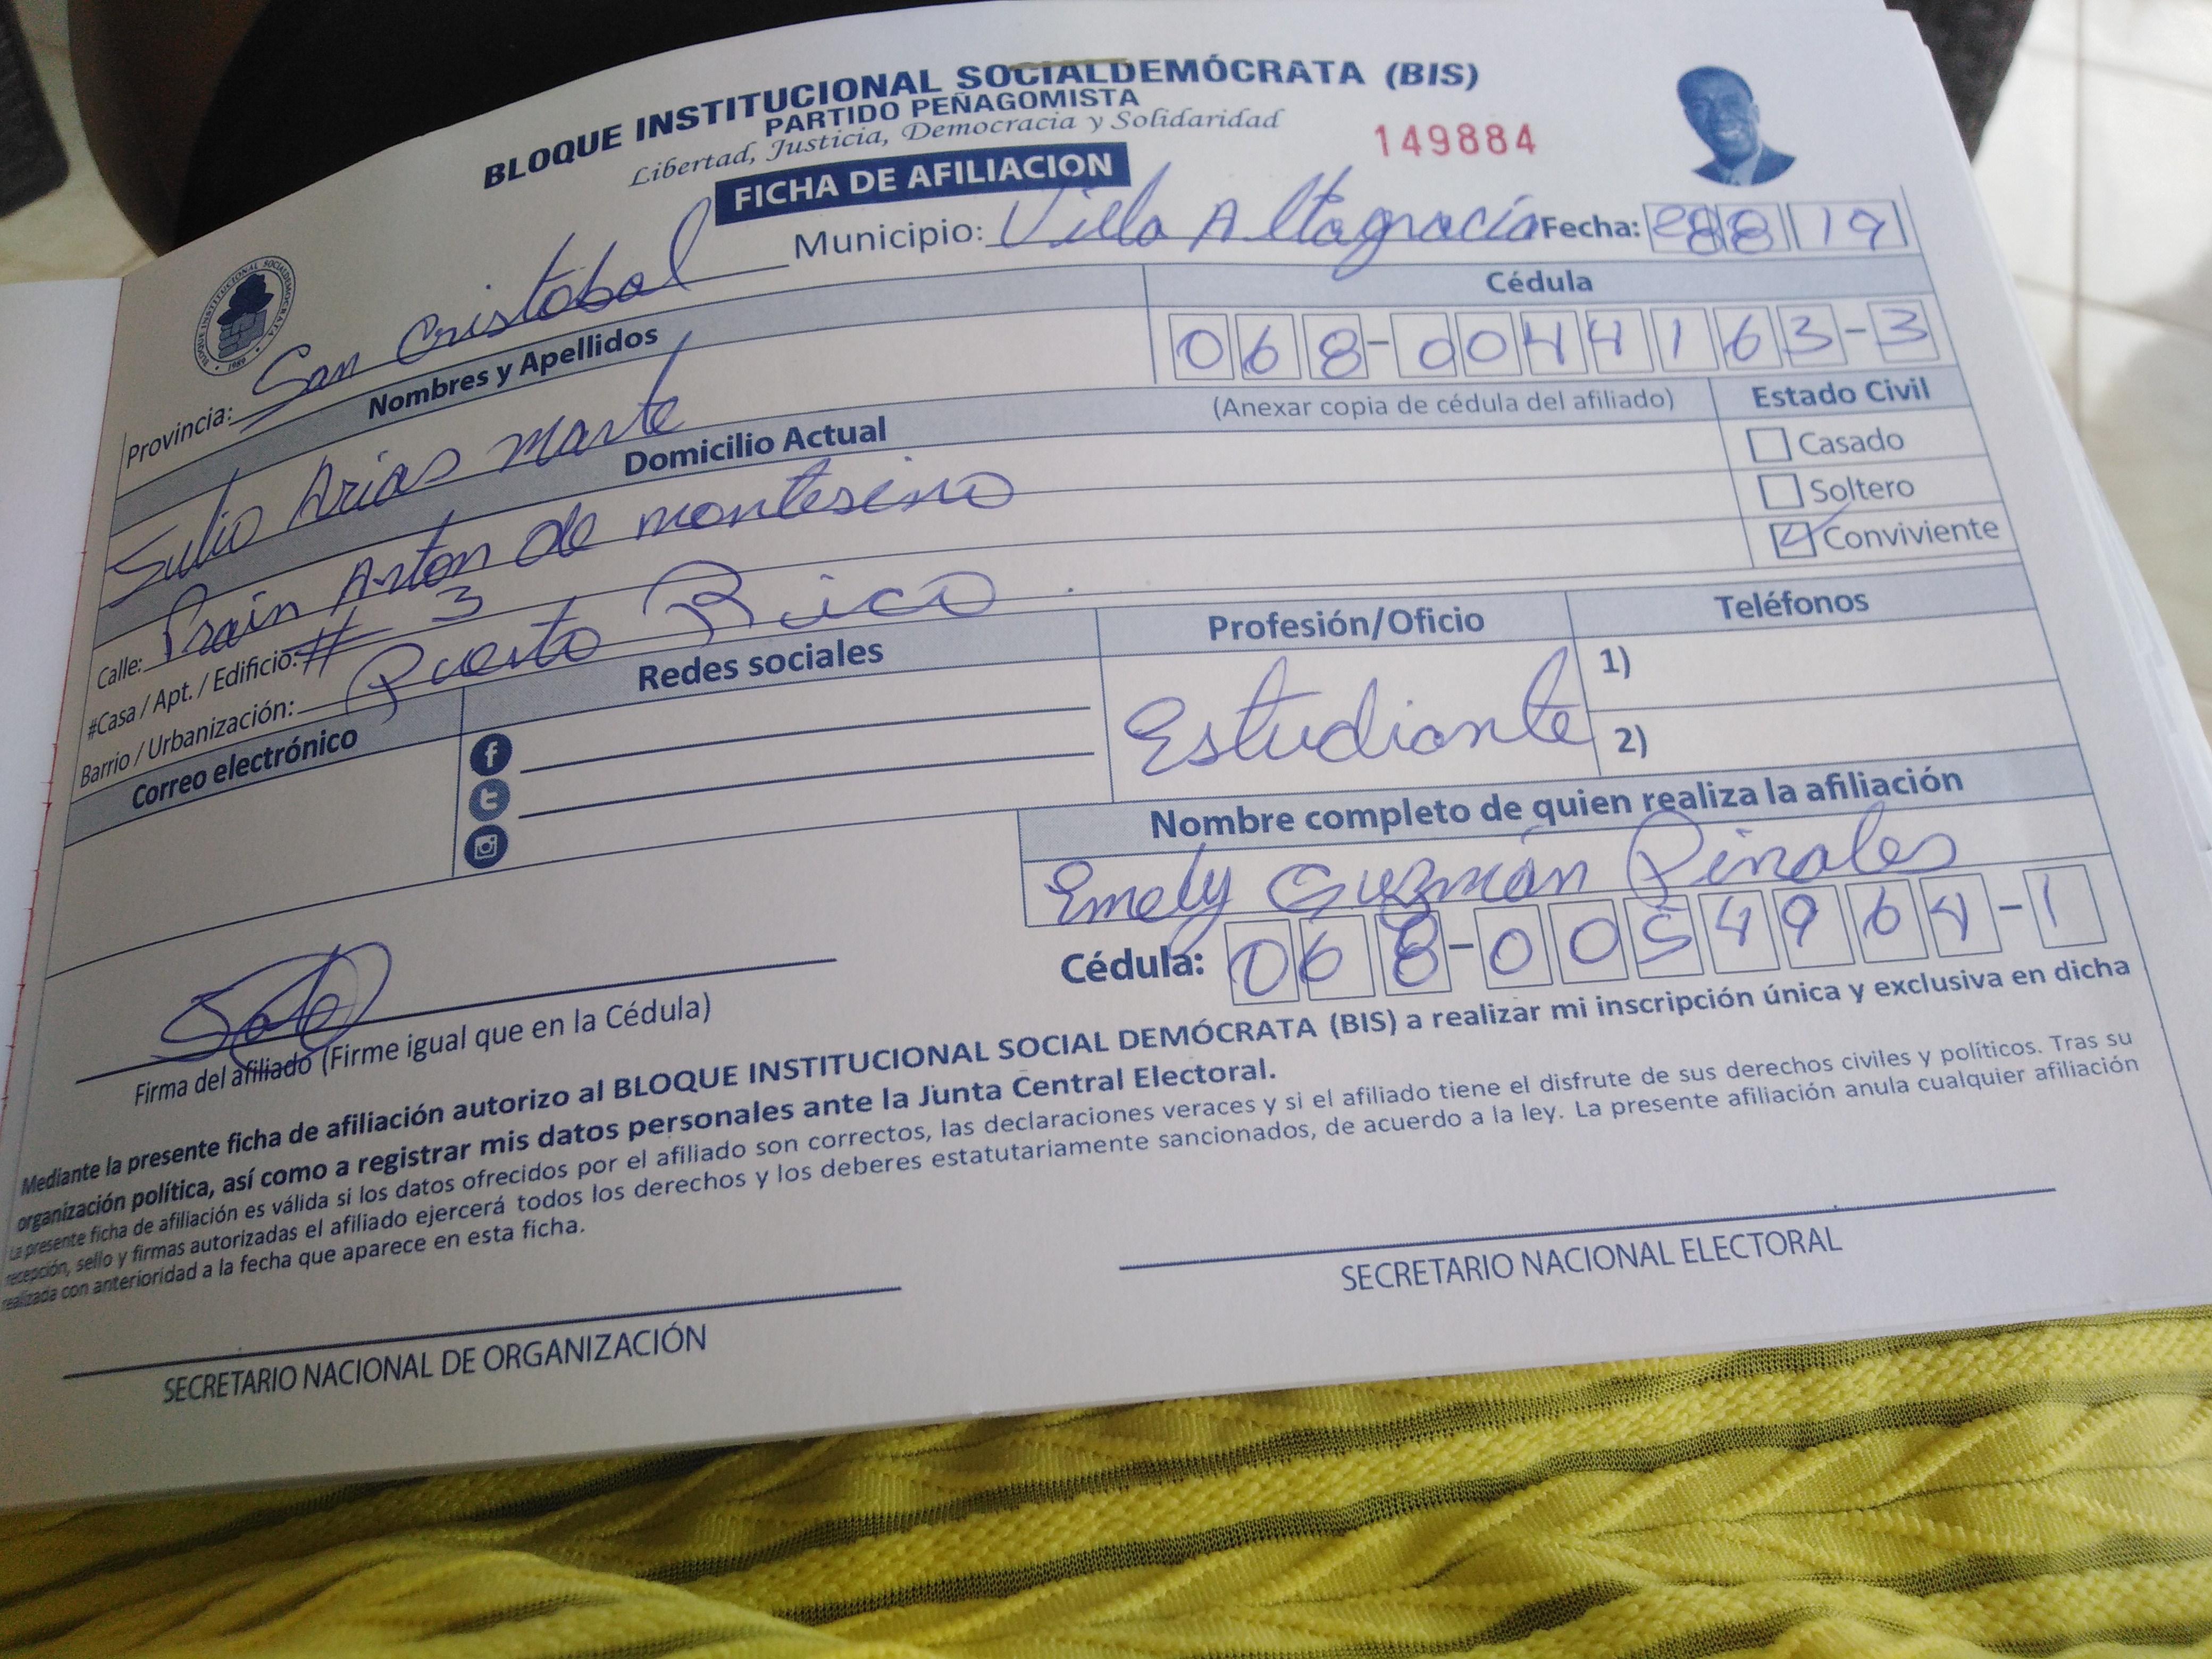 BLOQUE INSTITUCIONAL SOCIALDEMÓCRATA (BIS)
PARTIDO PEÑAGOMISTA
Libertad, Justicia, Democracia y Solidaridad
149884
FICHA DE AFILIACION
BLOQUE INSTITUCIONAL SOCIALDEMOCRATA
1989
Provincia: San Cristobal Municipio: Villa Altagracia Fecha: 28 8 19
Nombres y Apellidos Cédula
Arias Marte 068-0044163-3
(Anexar copia de cédula del afiliado)
Domicilio Actual Estado Civil
Casado
Soltero
Conviviente
Calle: Anton de montesino
#Casa / Apt. / Edificio: # 3
Barrio / Urbanización: Puerto Rico
Correo electrónico Redes sociales Profesión/Oficio Teléfonos
Estudiante
1)
2)
Nombre completo de quien realiza la afiliación
Emely Guzmán Pinales
Cédula: 068-0054964-1
Firma del afiliado (Firme igual que en la Cédula)
Mediante la presente ficha de afiliación autorizo al BLOQUE INSTITUCIONAL SOCIAL DEMÓCRATA (BIS) a realizar mi inscripción única y exclusiva en dicha
organización política, así como a registrar mis datos personales ante la Junta Central Electoral.
La presente ficha de afiliación es válida si los datos ofrecidos por el afiliado son correctos, las declaraciones veraces y si el afiliado tiene el disfrute de sus derechos civiles y políticos. Tras su
recepción, sello y firmas autorizadas el afiliado ejercerá todos los derechos y los deberes estatutariamente sancionados, de acuerdo a la ley. La presente afiliación anula cualquier afiliación
realizada con anterioridad a la fecha que aparece en esta ficha.
SECRETARIO NACIONAL DE ORGANIZACIÓN
SECRETARIO NACIONAL ELECTORAL